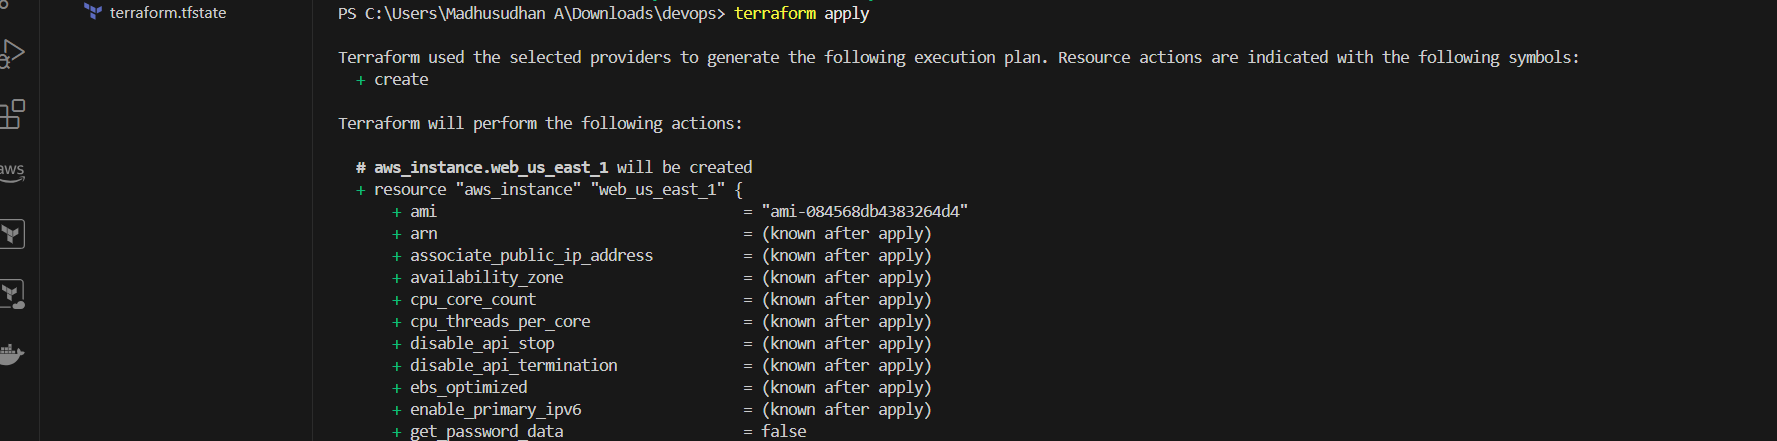 terraform.tfstate
PS C:\Users\Madhusudhan A\Downloads\devops> terraform apply
Terraform used the selected providers to generate the following execution plan. Resource actions are indicated with the following symbols:
+ create
Terraform will perform the following actions:
# aws_instance.web_us_east_1 will be created
+ resource "aws_instance" "web_us_east_1" {
+ ami = "ami-084568db4383264d4"
+ arn = (known after apply)
+ associate_public_ip_address = (known after apply)
+ availability_zone = (known after apply)
+ cpu_core_count = (known after apply)
+ cpu_threads_per_core = (known after apply)
+ disable_api_stop = (known after apply)
+ disable_api_termination = (known after apply)
+ ebs_optimized = (known after apply)
+ enable_primary_ipv6 = (known after apply)
+ get_password_data = false
aws